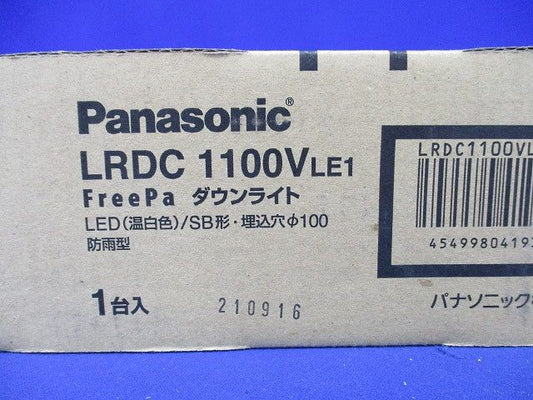 Panasonic®
LRDC 1100VLE1
FreePa ダウンライト
LED(温白色)/SB形・埋込穴φ100
防雨型
1台入
210916
LRDC1100VL
454998041
パナソニック